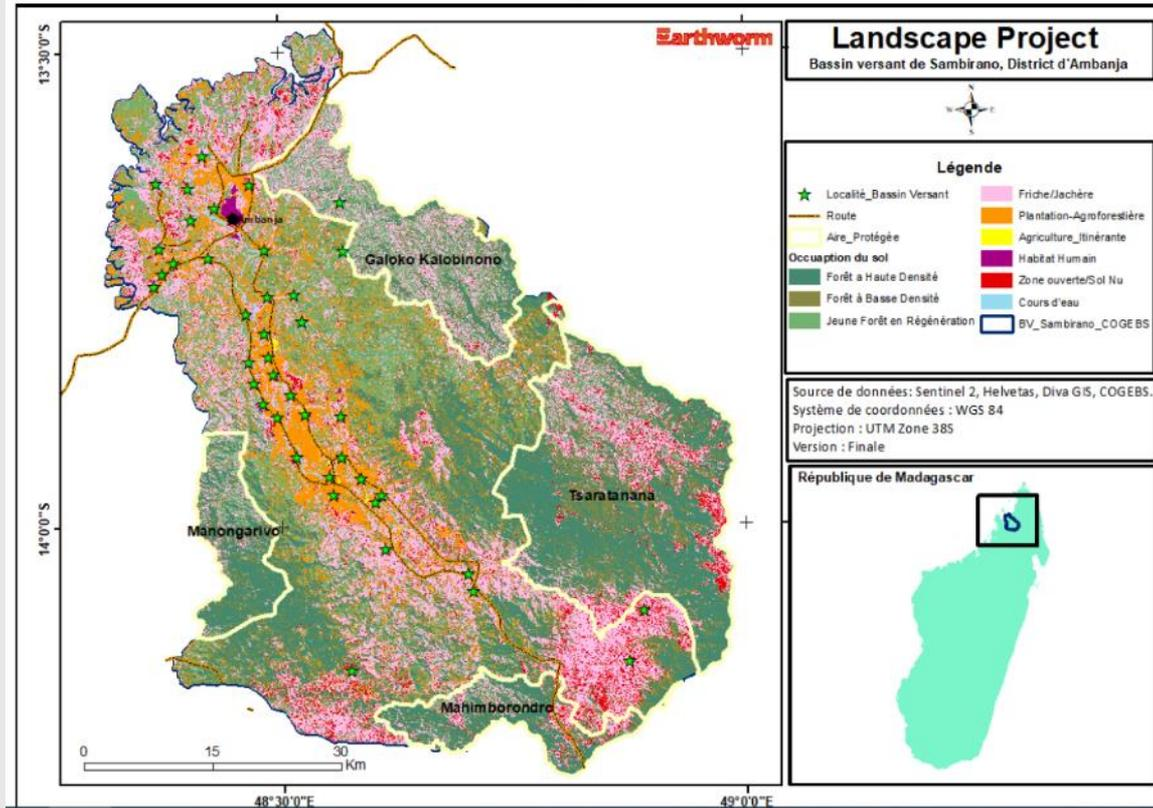 Earthworm
Landscape Project
Bassin versant de Sambirano, District d'Ambanja
N
W
E
S
Légende
Localité_Bassin Versant
Route
Aire_Protégée
Occuaption du sol
Forêt a Haute Densité
Forêt à Basse Densité
Jeune Forêt en Régénération
Friche/Jachère
Plantation-Agroforestière
Agriculture_Itinérante
Habitat Humain
Zone ouverte/Sol Nu
Cours d'eau
BV_Sambirano_COGEBS
Source de données: Sentinel 2, Helvetas, Diva GIS, COGEBS.
Système de coordonnées : WGS 84
Projection : UTM Zone 38S
Version : Finale
République de Madagascar
13°30'0"S
14°0'0"S
Ambanja
Galoko Kalobinono
Tsaratanana
Manongarivo
Mahimborondro
0 15 30
Km
48°30'0"E
49°0'0"E